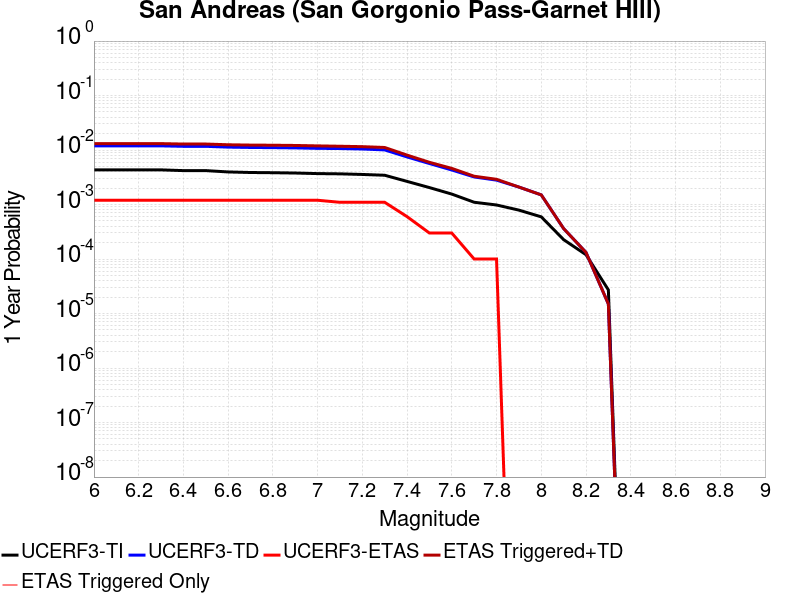 San Andreas (San Gorgonio Pass-Garnet HIll)
10^0
10^-1
10^-2
10^-3
10^-4
10^-5
10^-6
10^-7
10^-8
1 Year Probability
6 6.2 6.4 6.6 6.8 7 7.2 7.4 7.6 7.8 8 8.2 8.4 8.6 8.8 9
Magnitude
UCERF3-TI UCERF3-TD UCERF3-ETAS ETAS Triggered+TD
ETAS Triggered Only